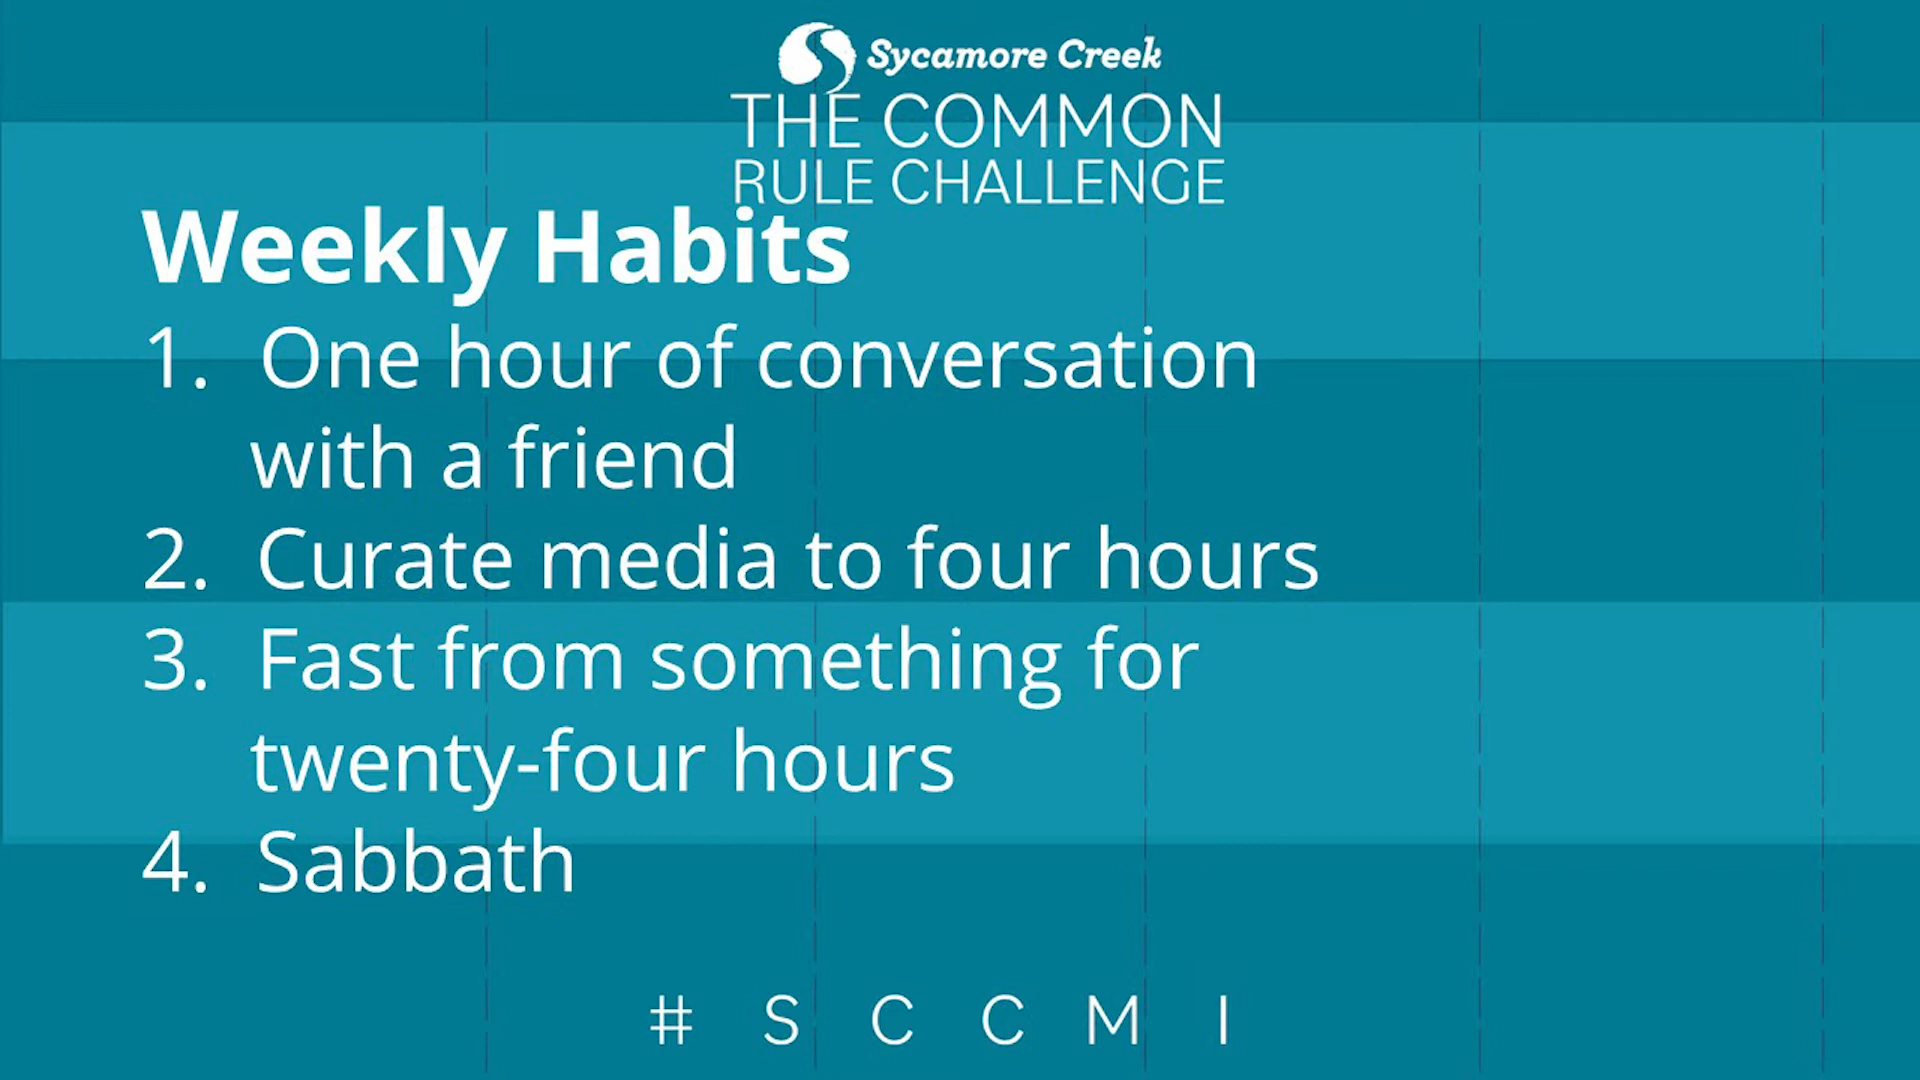 Sycamore Creek
THE COMMON
RULE CHALLENGE
Weekly Habits
1. One hour of conversation
with a friend
2. Curate media to four hours
3. Fast from something for
twenty-four hours
4. Sabbath
# S C C M I